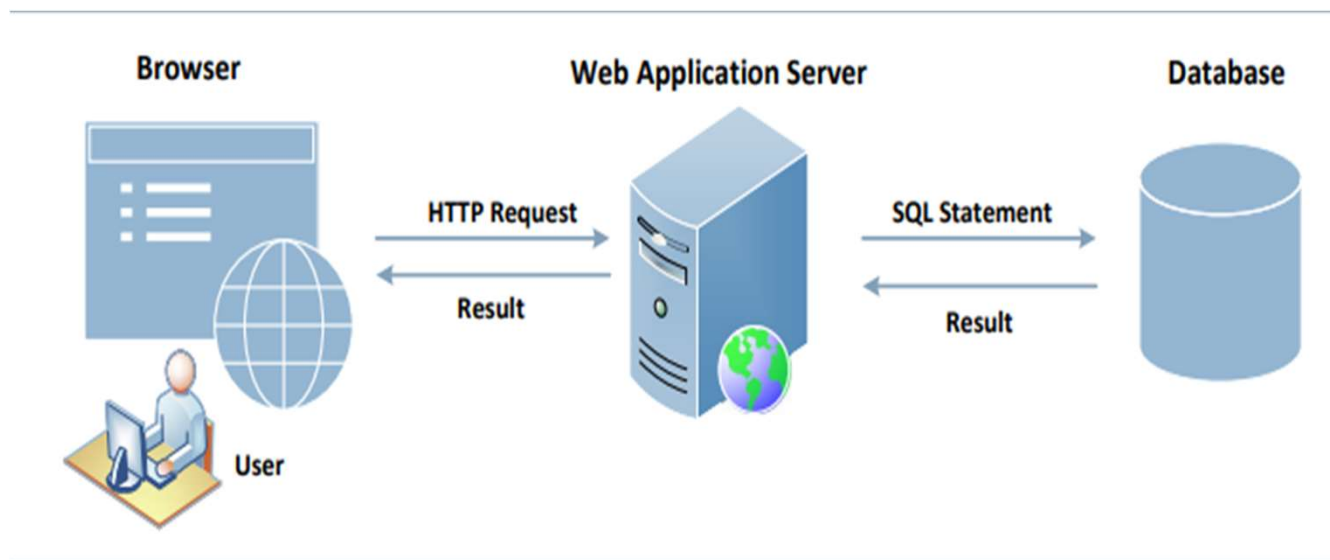 Browser
Web Application Server
Database
HTTP Request
SQL Statement
Result
Result
User